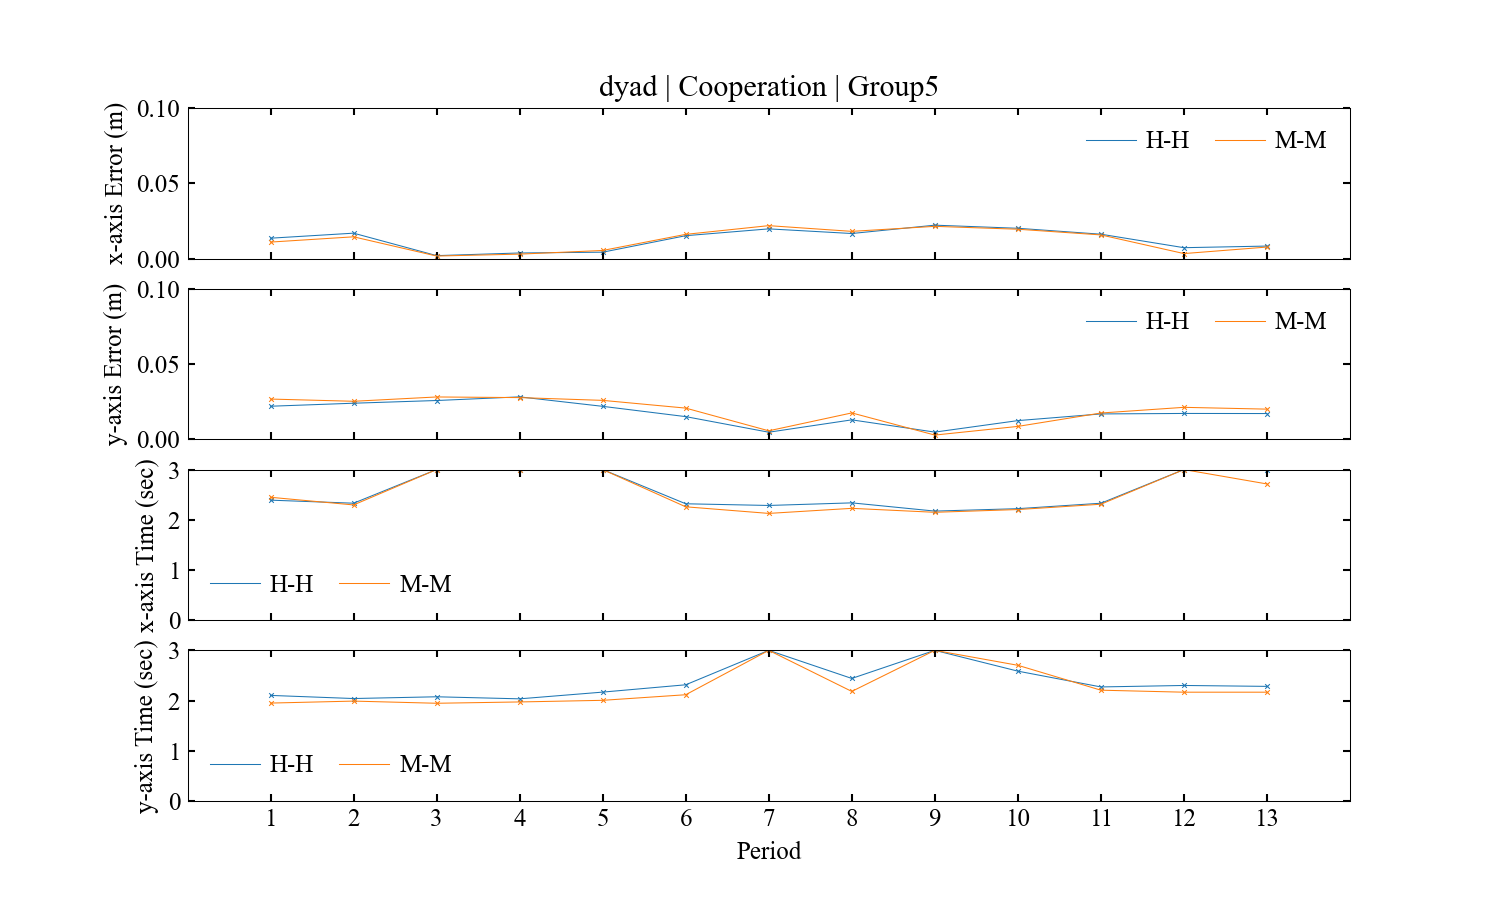 dyad | Cooperation | Group5
x-axis Error (m)
0.10
0.05
0.00
H-H M-M
y-axis Error (m)
0.10
0.05
0.00
H-H M-M
x-axis Time (sec)
3
2
1
0
H-H M-M
y-axis Time (sec)
3
2
1
0
H-H M-M
1 2 3 4 5 6 7 8 9 10 11 12 13
Period